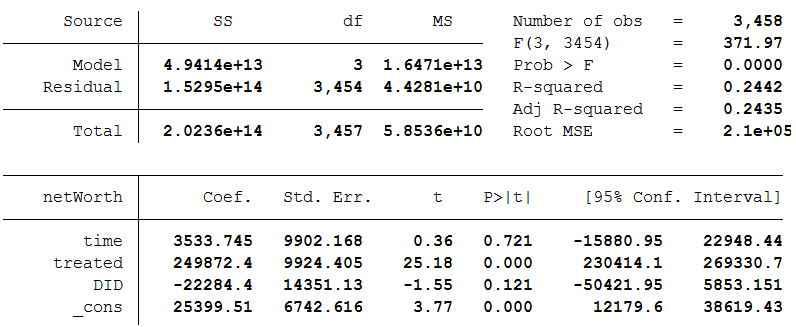 Source SS df MS Number of obs = 3,458
F(3, 3454) = 371.97
Model 4.9414e+13 3 1.6471e+13 Prob > F = 0.0000
Residual 1.5295e+14 3,454 4.4281e+10 R-squared = 0.2442
Adj R-squared = 0.2435
Total 2.0236e+14 3,457 5.8536e+10 Root MSE = 2.1e+05
netWorth Coef. Std. Err. t P>|t| [95% Conf. Interval]
time 3533.745 9902.168 0.36 0.721 -15880.95 22948.44
treated 249872.4 9924.405 25.18 0.000 230414.1 269330.7
DID -22284.4 14351.13 -1.55 0.121 -50421.95 5853.151
_cons 25399.51 6742.616 3.77 0.000 12179.6 38619.43